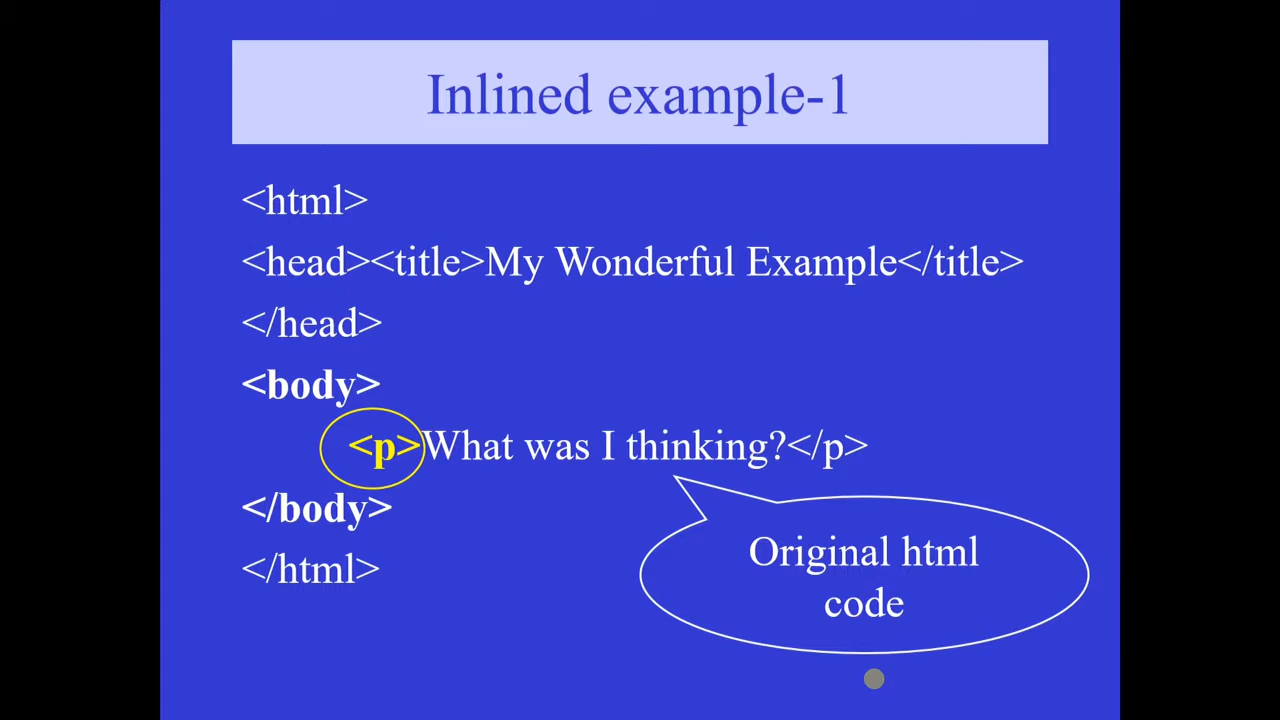 Inlined example-1
<html>
<head><title>My Wonderful Example</title>
</head>
<body>
<p>What was I thinking?</p>
</body>
</html>
Original html
code